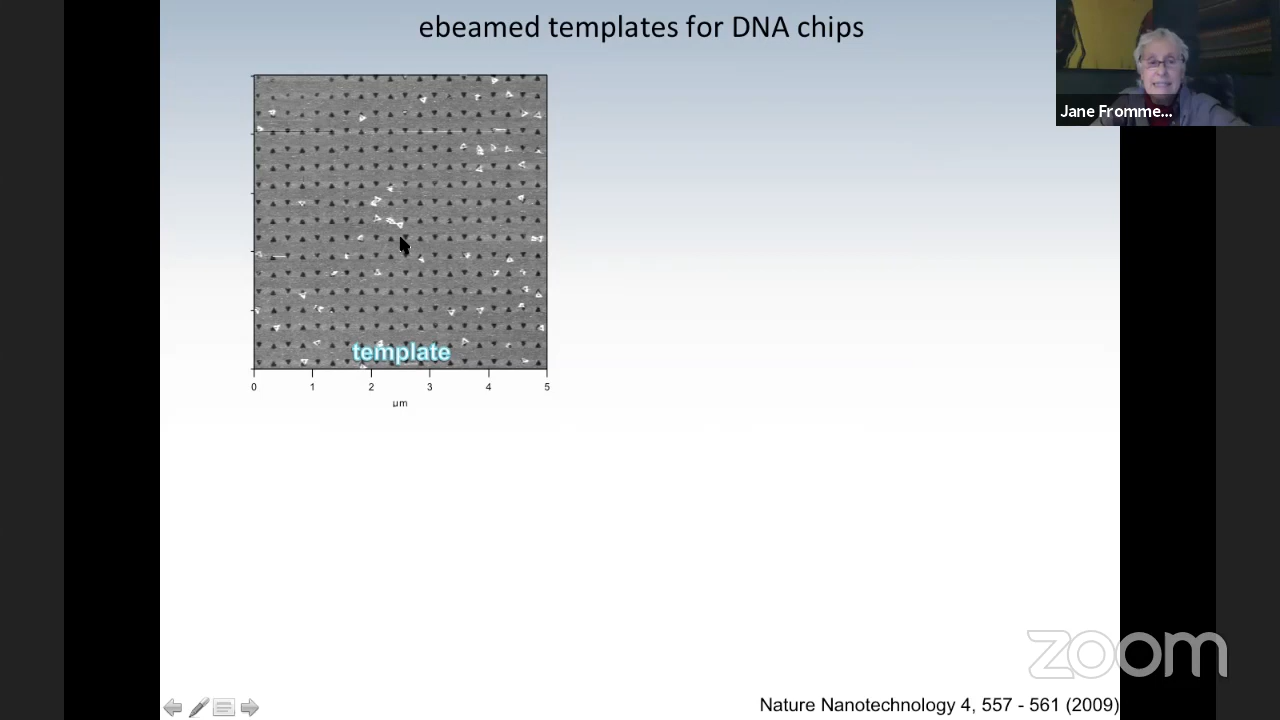 ebeamed templates for DNA chips
Jane Fromme...
template
0 1 2 3 4 5
µm
zoom
Nature Nanotechnology 4, 557 - 561 (2009)